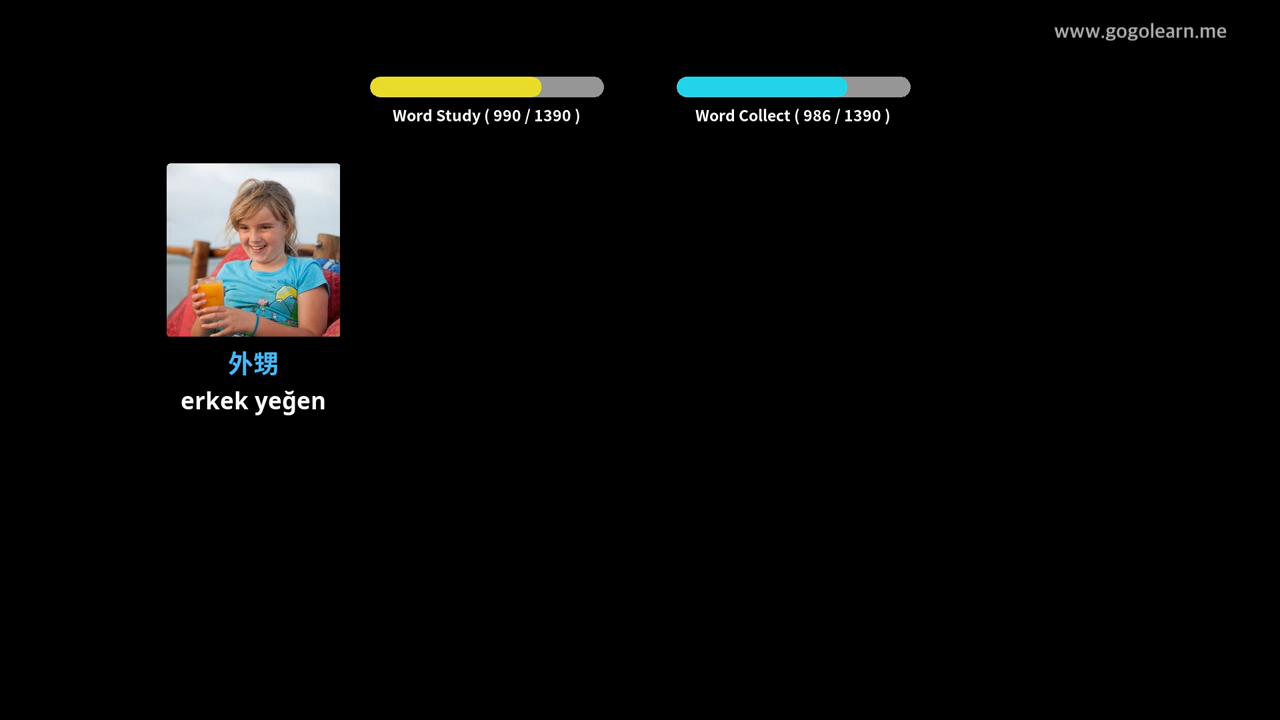 www.gogolearn.me
Word Study ( 990 / 1390 )
Word Collect ( 986 / 1390 )
外甥
erkek yeğen